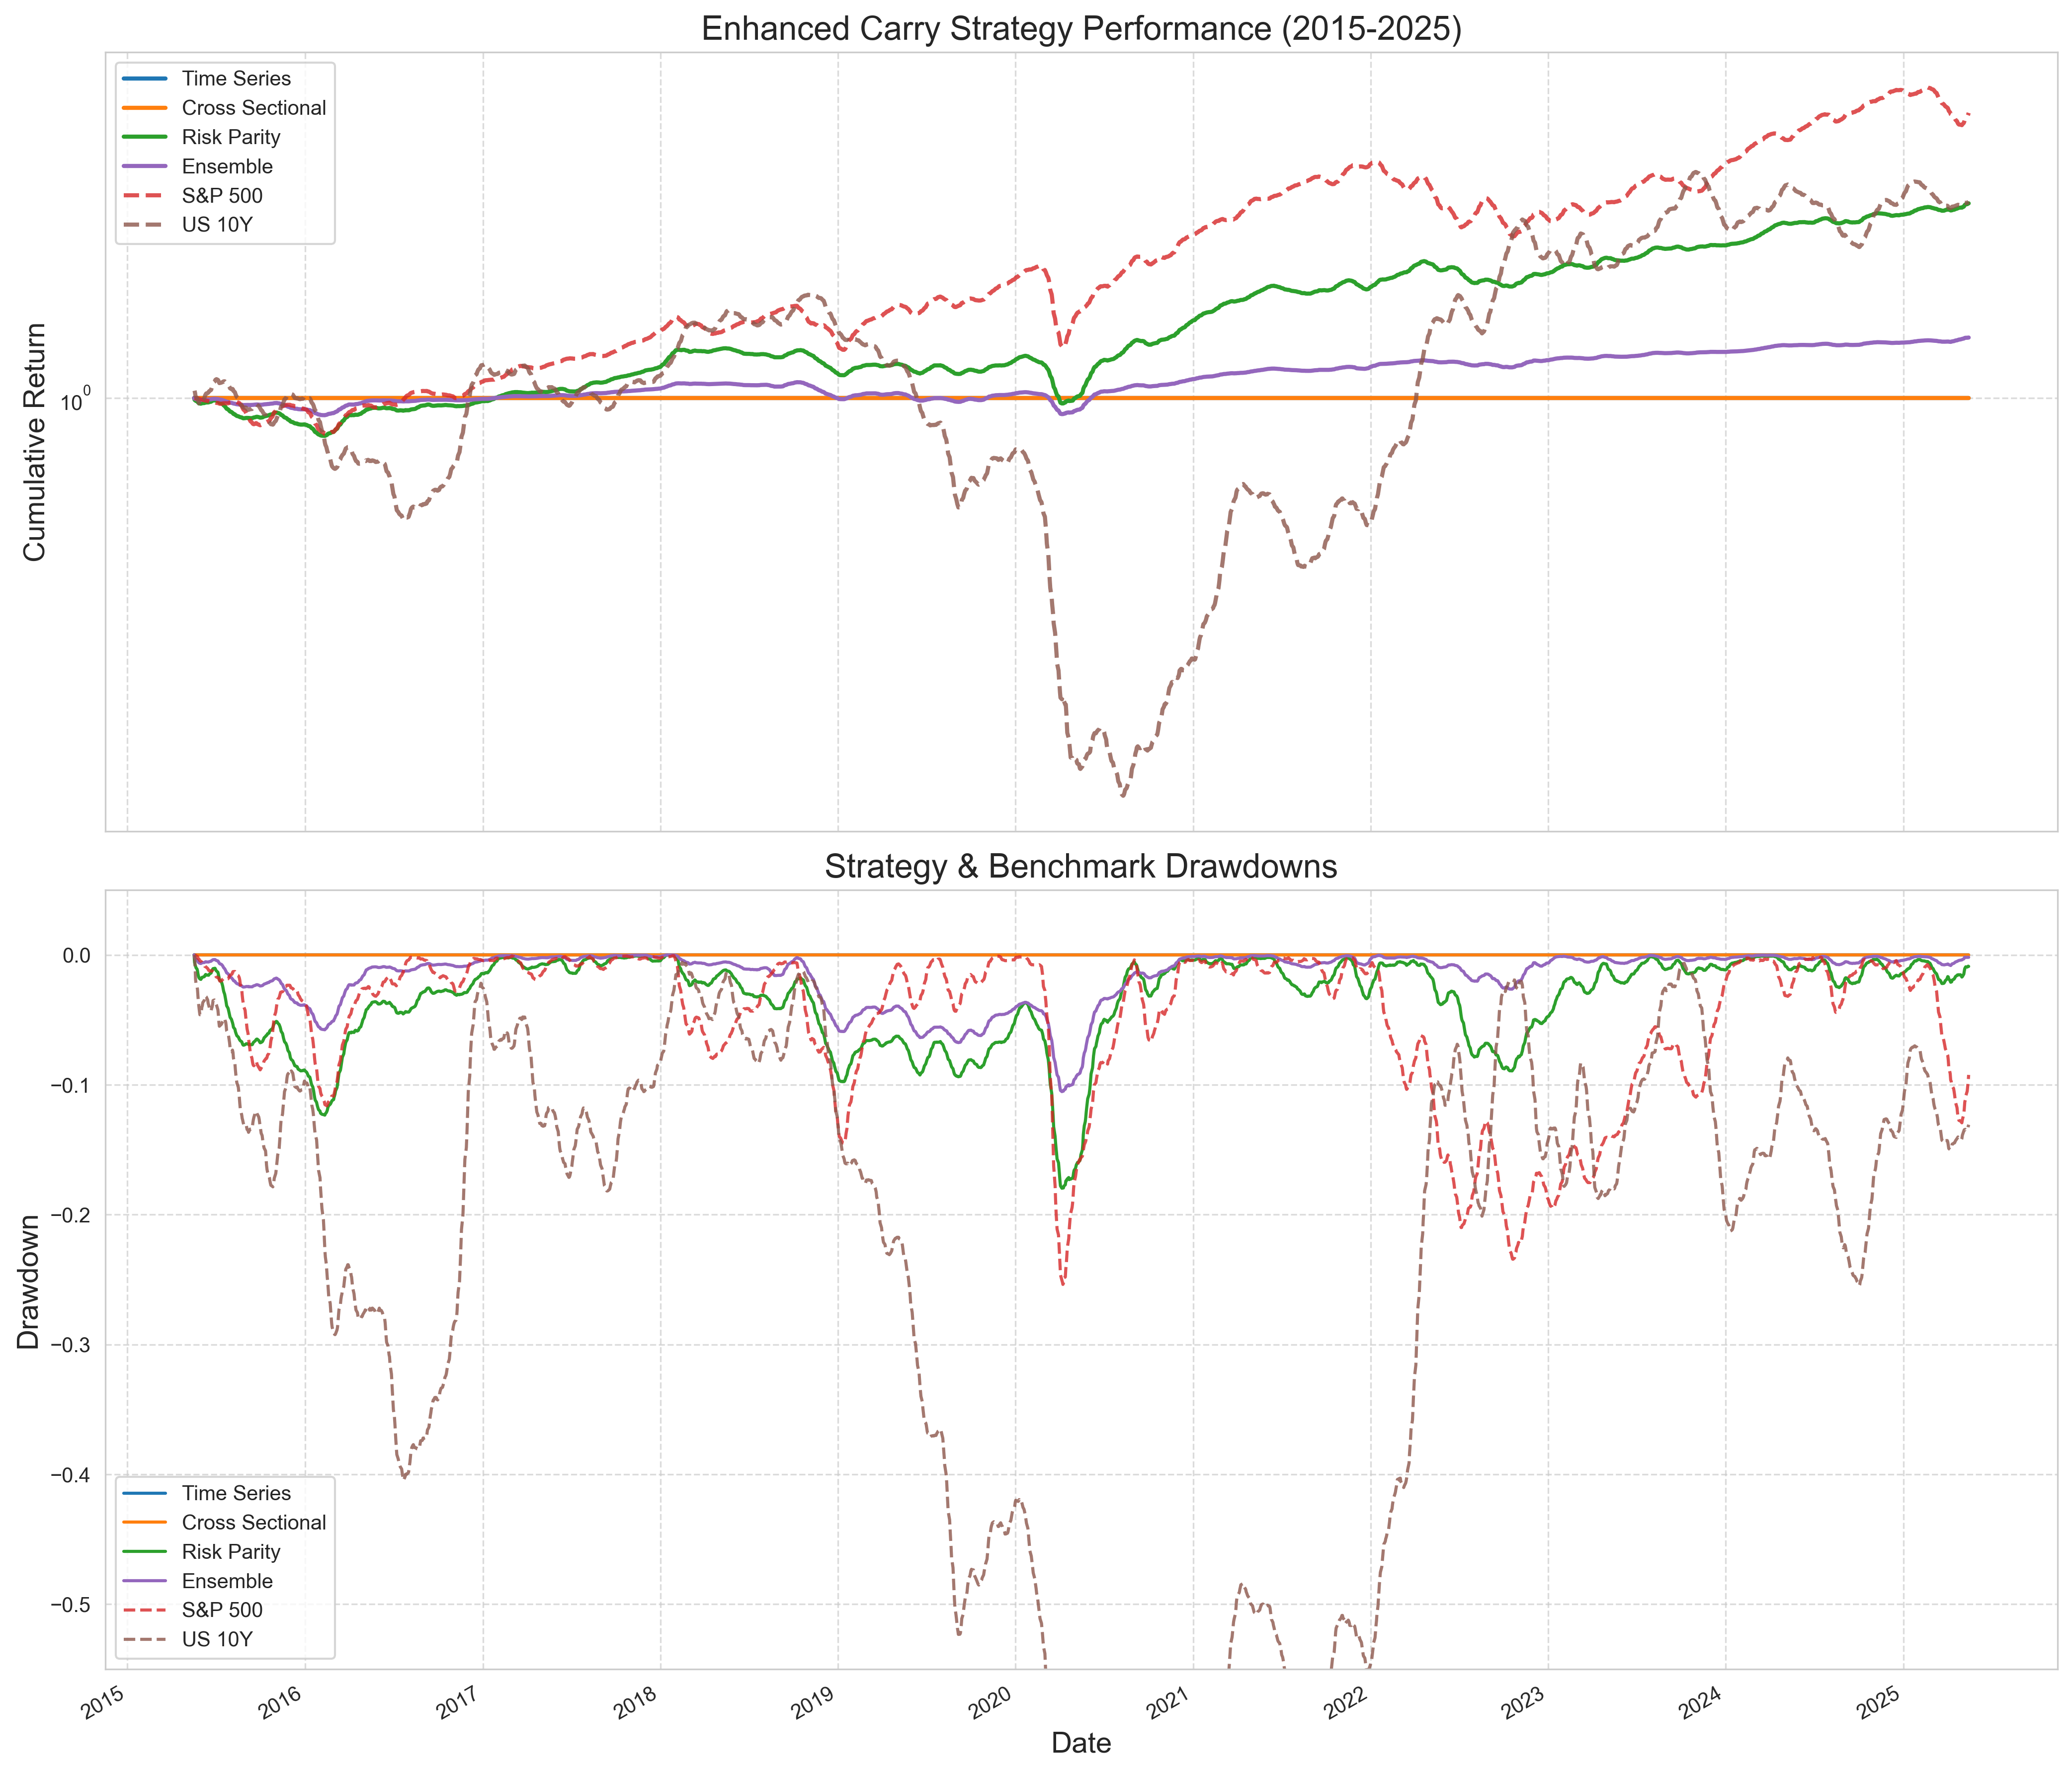 Enhanced Carry Strategy Performance (2015-2025)
Time Series
Cross Sectional
Risk Parity
Ensemble
S&P 500
US 10Y
Cumulative Return
10⁰
Strategy & Benchmark Drawdowns
0.0
−0.1
−0.2
−0.3
−0.4
−0.5
Drawdown
Time Series
Cross Sectional
Risk Parity
Ensemble
S&P 500
US 10Y
2015 2016 2017 2018 2019 2020 2021 2022 2023 2024 2025
Date